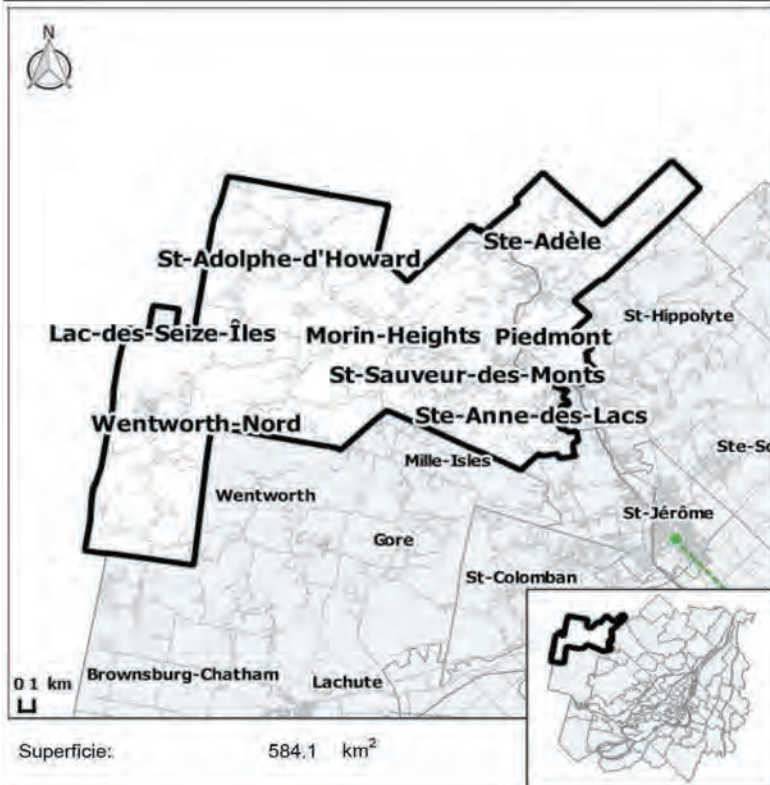 N
Ste-Adèle
St-Adolphe-d'Howard
St-Hippolyte
Lac-des-Seize-Îles
Morin-Heights
Piedmont
St-Sauveur-des-Monts
Ste-Anne-des-Lacs
Wentworth-Nord
Ste-So
Mille-Isles
Wentworth
St-Jérôme
Gore
St-Colomban
Brownsburg-Chatham
Lachute
0 1 km
Superficie: 584.1 km²